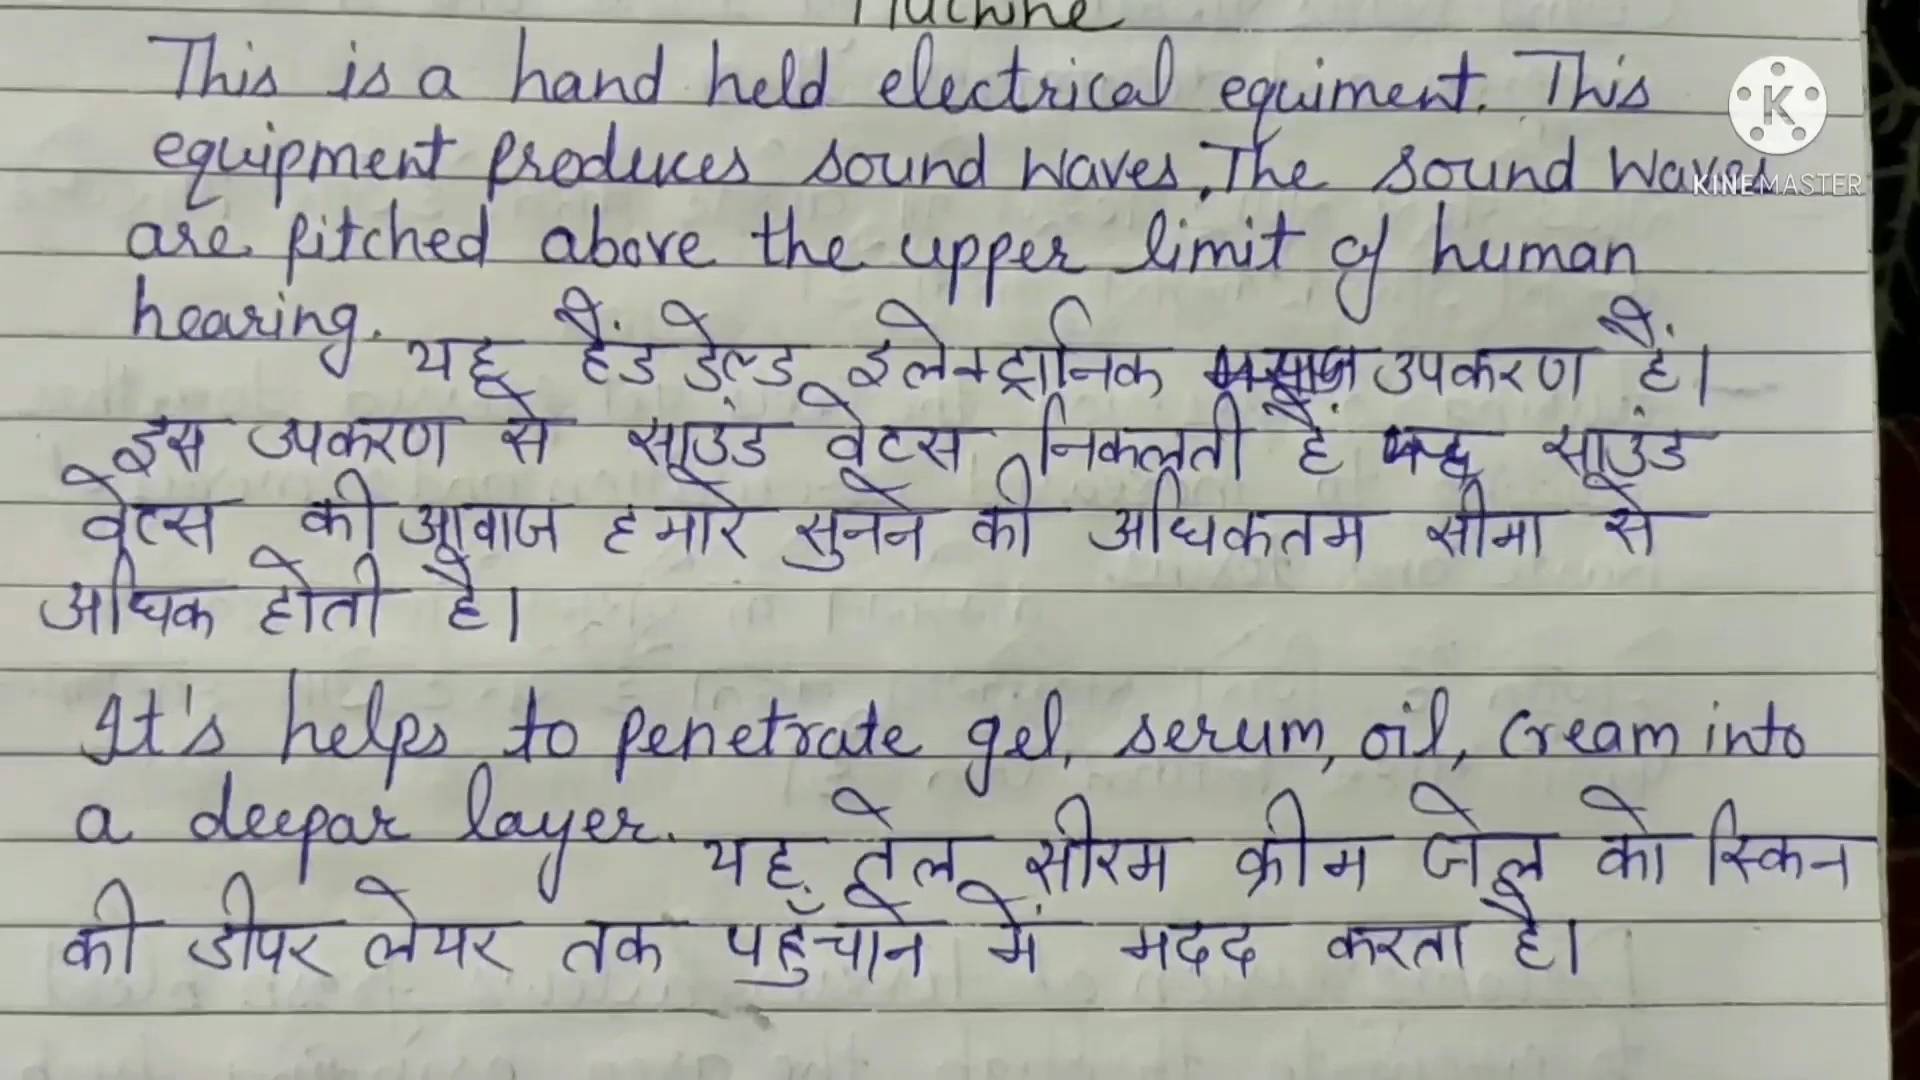 Machine
This is a hand held electrical equiment. This
K
equipment produces sound waves. The sound waves
KINEMASTER
are pitched above the upper limit of human
hearing. यह हैंड डेल्ड इलेक्ट्रानिक उपकरण हैं।
इस उपकरण से साउंड वेव्स निकलती हैं साउंड
वेव्स की आवाज हमारे सुनने की अधिकतम सीमा से
अधिक होती है।
It's helps to penetrate gel, serum, oil, cream into
a deepar layer. यह तेल सीरम क्रीम जेल को स्किन
की डीपर लेयर तक पहुँचाने में मदद करता है।